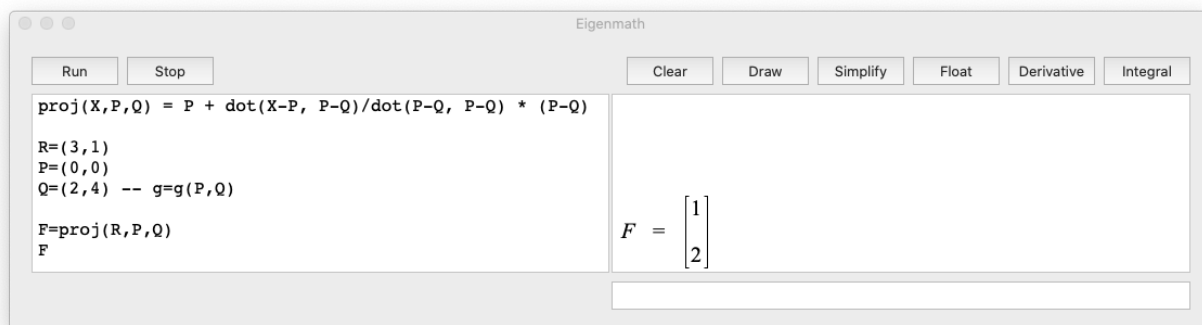 Eigenmath
Run Stop Clear Draw Simplify Float Derivative Integral
proj(X,P,Q) = P + dot(X-P, P-Q)/dot(P-Q, P-Q) * (P-Q)
R=(3,1)
P=(0,0)
Q=(2,4) -- g=g(P,Q)
F=proj(R,P,Q)
F
F = [1
2]